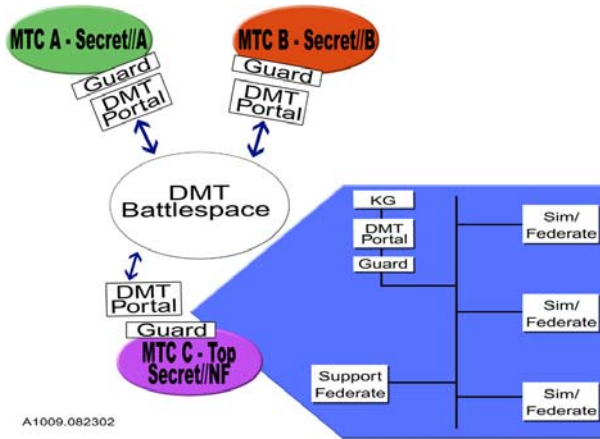 MTC A - Secret//A
Guard
DMT
Portal
MTC B - Secret//B
Guard
DMT
Portal
DMT
Battlespace
DMT
Portal
Guard
MTC C - Top
Secret//NF
KG
DMT
Portal
Guard
Support
Federate
Sim/
Federate
Sim/
Federate
Sim/
Federate
A1009.082302